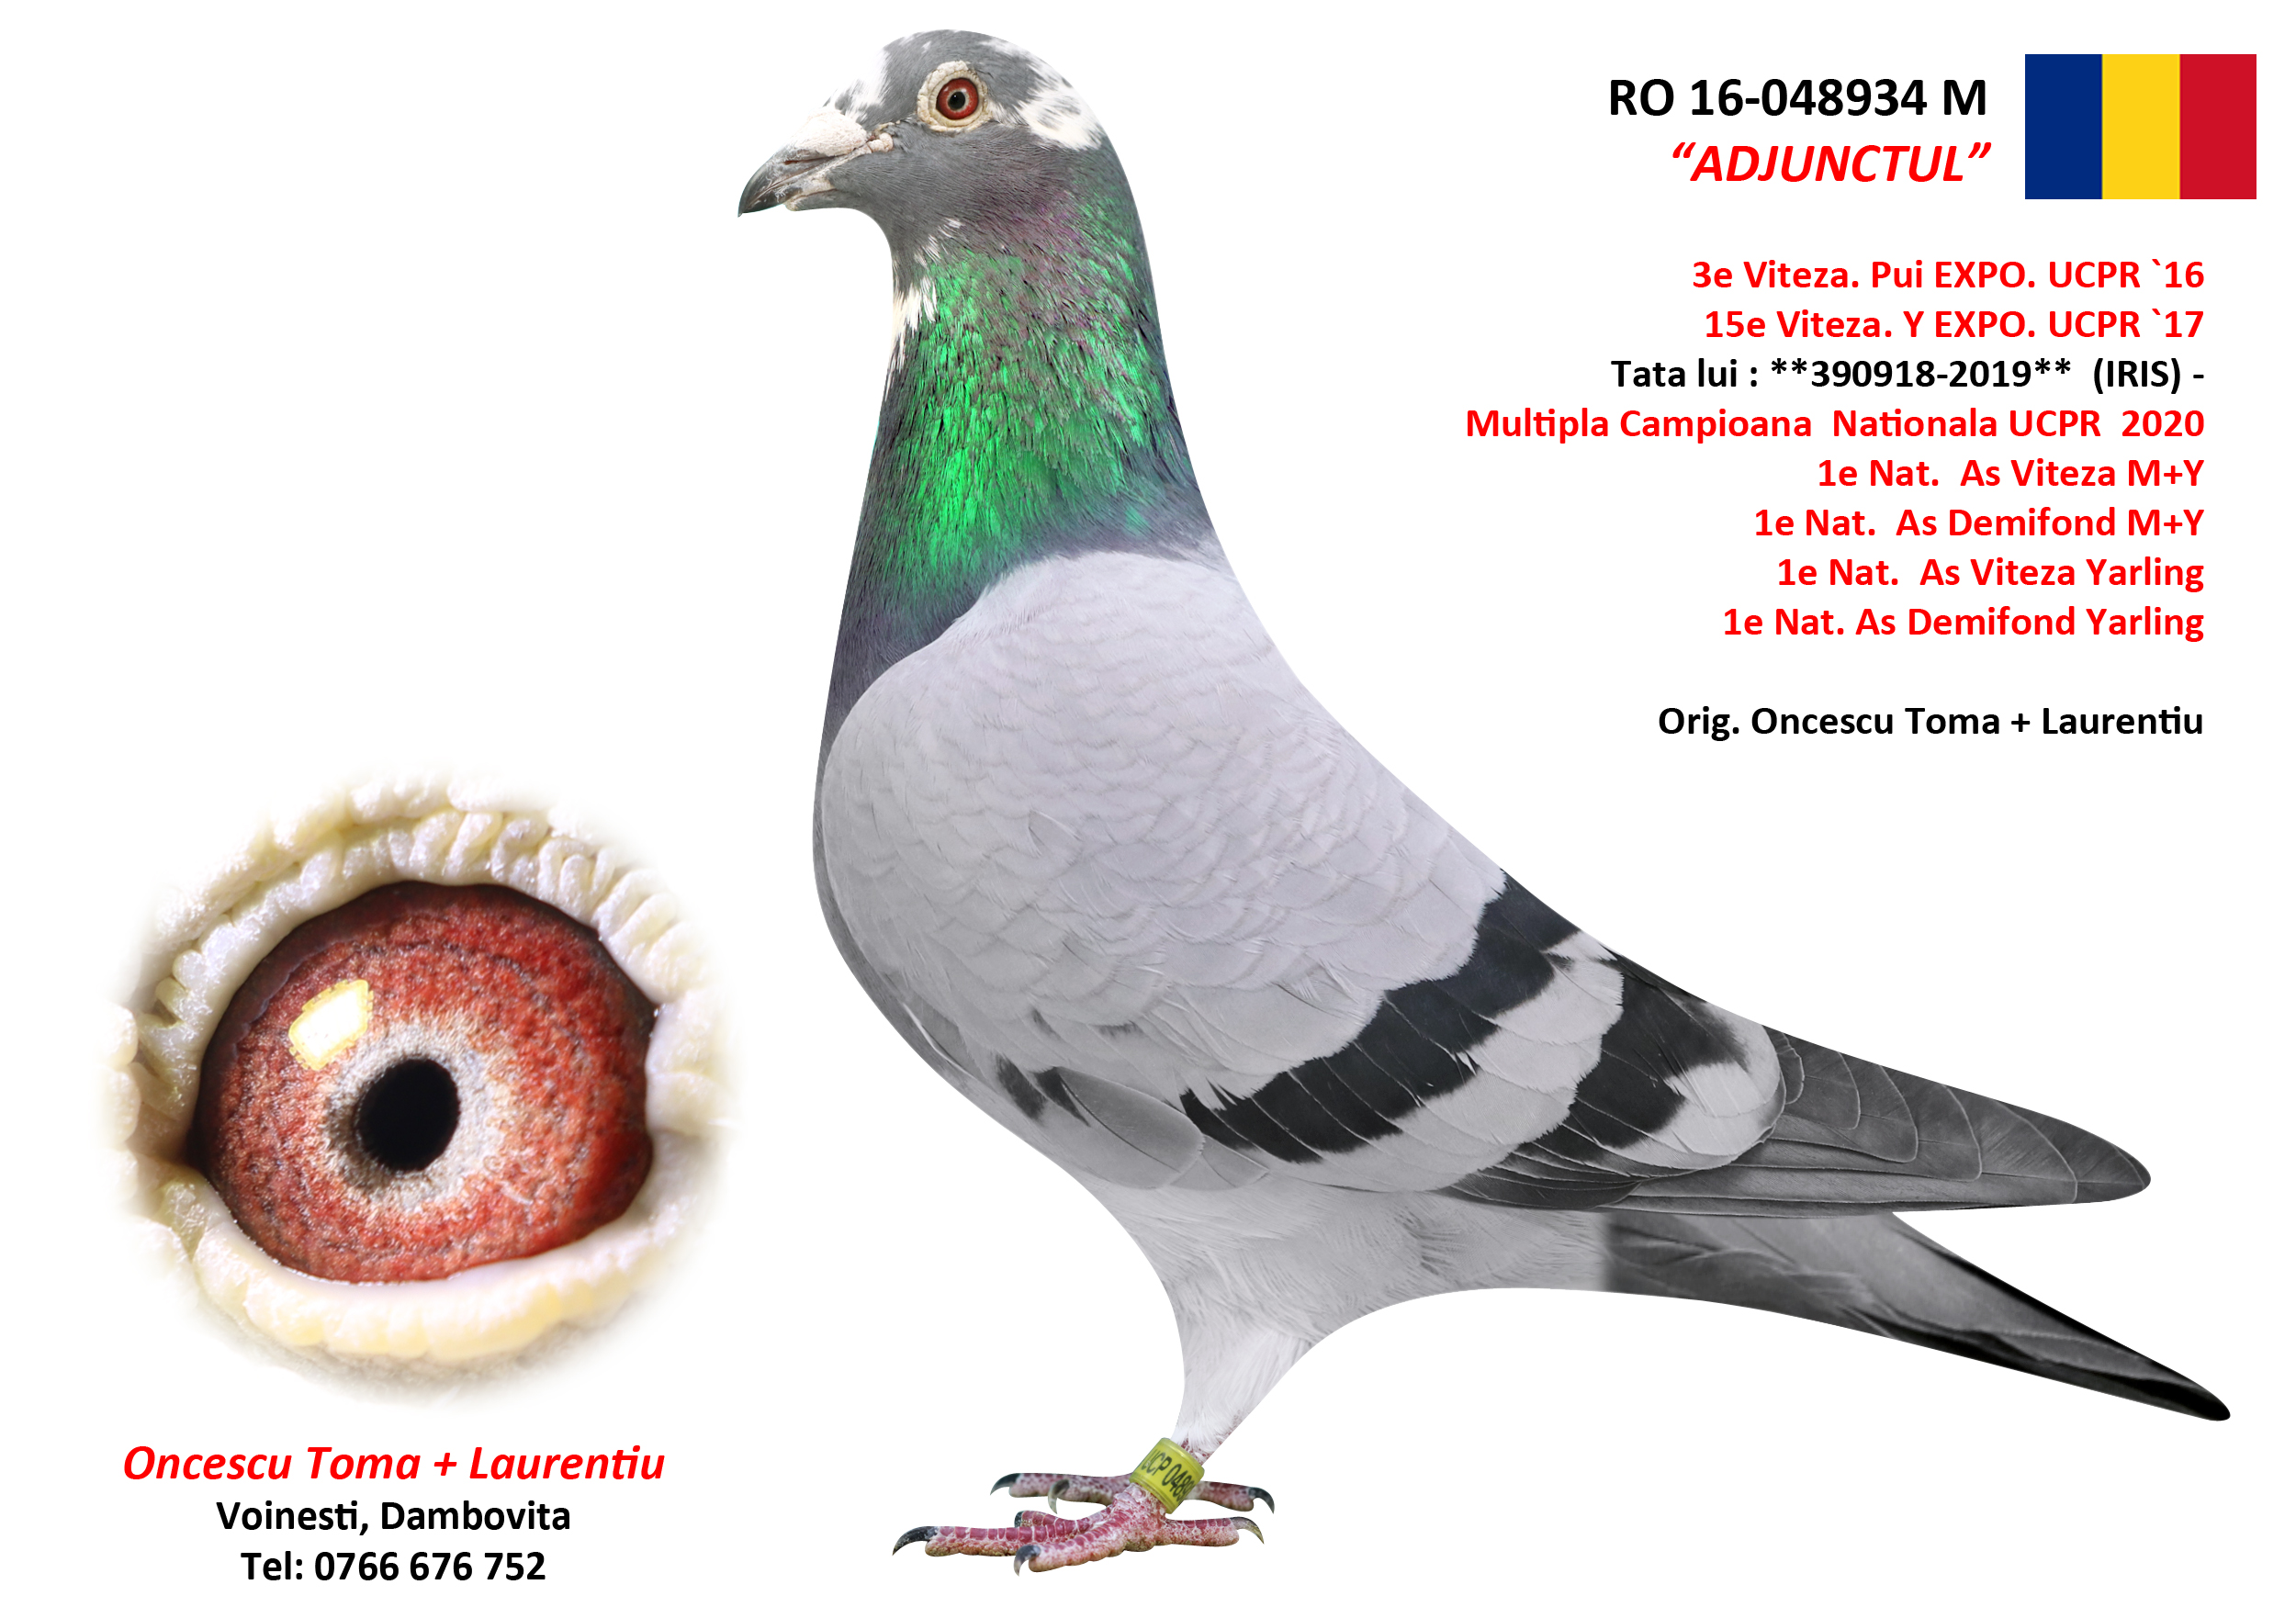 RO 16-048934 M
“ADJUNCTUL”
3e Viteza. Pui EXPO. UCPR `16
15e Viteza. Y EXPO. UCPR `17
Tata lui : **390918-2019** (IRIS) -
Multipla Campioana Nationala UCPR 2020
1e Nat. As Viteza M+Y
1e Nat. As Demifond M+Y
1e Nat. As Viteza Yarling
1e Nat. As Demifond Yarling
Orig. Oncescu Toma + Laurentiu
Oncescu Toma + Laurentiu
Voinesti, Dambovita
Tel: 0766 676 752